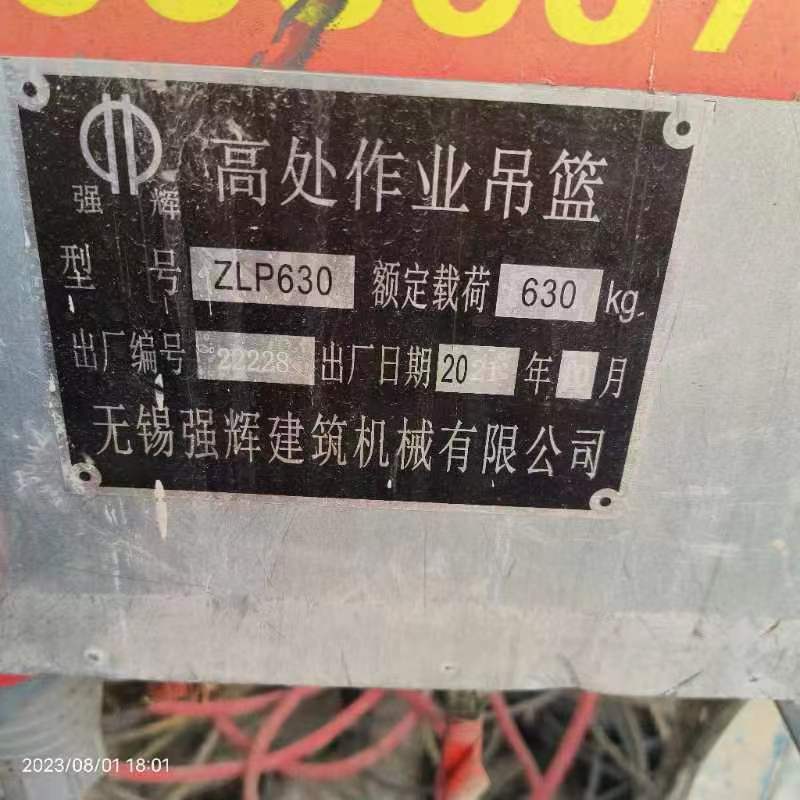 强 辉
高处作业吊篮
型 号 ZLP630 额定载荷 630 kg
出厂编号 22228 出厂日期 20 年 月
无锡强辉建筑机械有限公司
2023/08/01 18:01